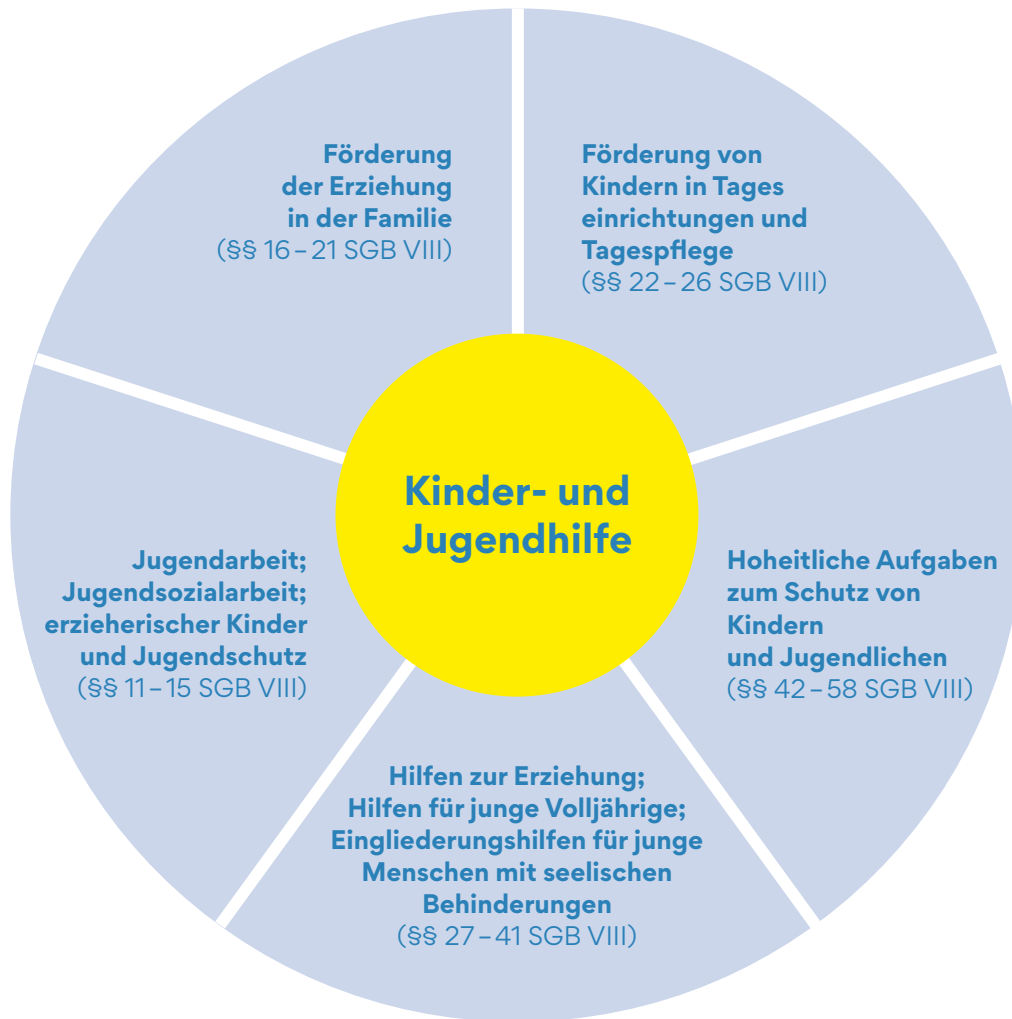 Förderung
der Erziehung
in der Familie
(§§ 16 – 21 SGB VIII)
Förderung von
Kindern in Tages
einrichtungen und
Tagespflege
(§§ 22 – 26 SGB VIII)
Kinder- und
Jugendhilfe
Jugendarbeit;
Jugendsozialarbeit;
erzieherischer Kinder
und Jugendschutz
(§§ 11 – 15 SGB VIII)
Hoheitliche Aufgaben
zum Schutz von
Kindern
und Jugendlichen
(§§ 42 – 58 SGB VIII)
Hilfen zur Erziehung;
Hilfen für junge Volljährige;
Eingliederungshilfen für junge
Menschen mit seelischen
Behinderungen
(§§ 27 – 41 SGB VIII)